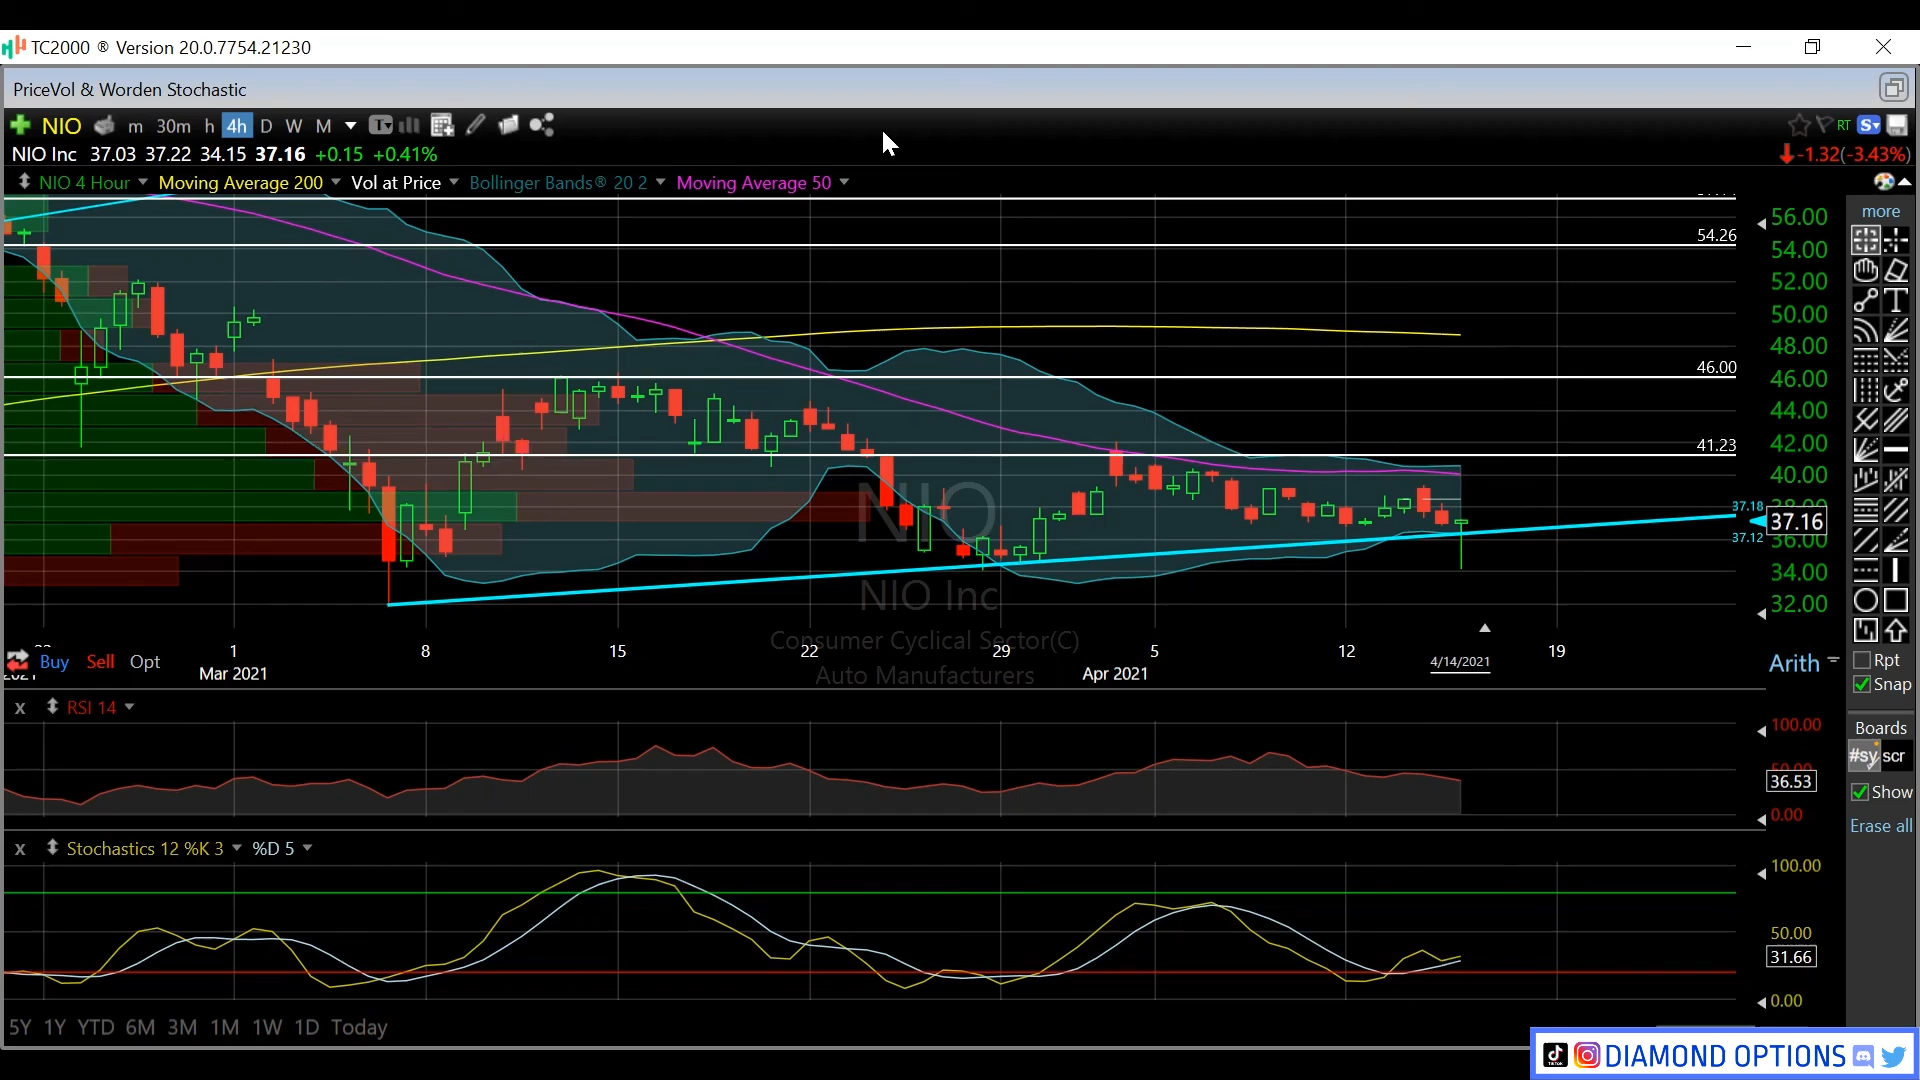 TC2000 ® Version 20.0.7754.21230
PriceVol & Worden Stochastic
NIO m 30m h 4h D W M T RT S
NIO Inc 37.03 37.22 34.15 37.16 +0.15 +0.41% -1.32(-3.43%)
NIO 4 Hour Moving Average 200 Vol at Price Bollinger Bands® 20 2 Moving Average 50
more
56.00
54.26
54.00
52.00
50.00
48.00
46.00
46.00
44.00
41.23
42.00
40.00
37.18
38.00
37.16
37.12
36.00
34.00
32.00
NIO
NIO Inc
Consumer Cyclical Sector(C)
Auto Manufacturers
1 8 15 22 29 5 12 19
Mar 2021 Apr 2021 4/14/2021
Buy Sell Opt
Arith
Rpt
Snap
x RSI 14
100.00
50.00
36.53
0.00
Boards
#sy scr
Show
Erase all
x Stochastics 12 %K 3 %D 5
100.00
50.00
31.66
0.00
5Y 1Y YTD 6M 3M 1M 1W 1D Today
DIAMOND OPTIONS